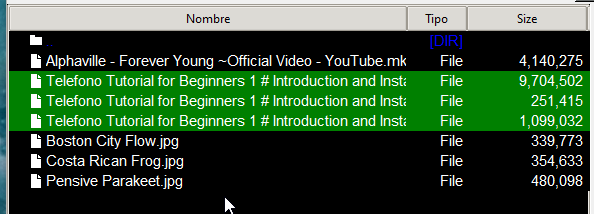 Nombre Tipo Size
[DIR]
Alphaville - Forever Young ~Official Video - YouTube.mk File 4,140,275
Telefono Tutorial for Beginners 1 # Introduction and Insta File 9,704,502
Telefono Tutorial for Beginners 1 # Introduction and Insta File 251,415
Telefono Tutorial for Beginners 1 # Introduction and Insta File 1,099,032
Boston City Flow.jpg File 339,773
Costa Rican Frog.jpg File 354,633
Pensive Parakeet.jpg File 480,098